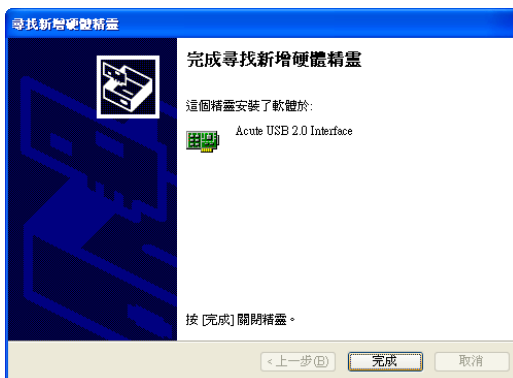 尋找新增硬體精靈
完成尋找新增硬體精靈
這個精靈安裝了軟體於:
Acute USB 2.0 Interface
按 [完成] 關閉精靈。
<上一步(B)
完成
取消